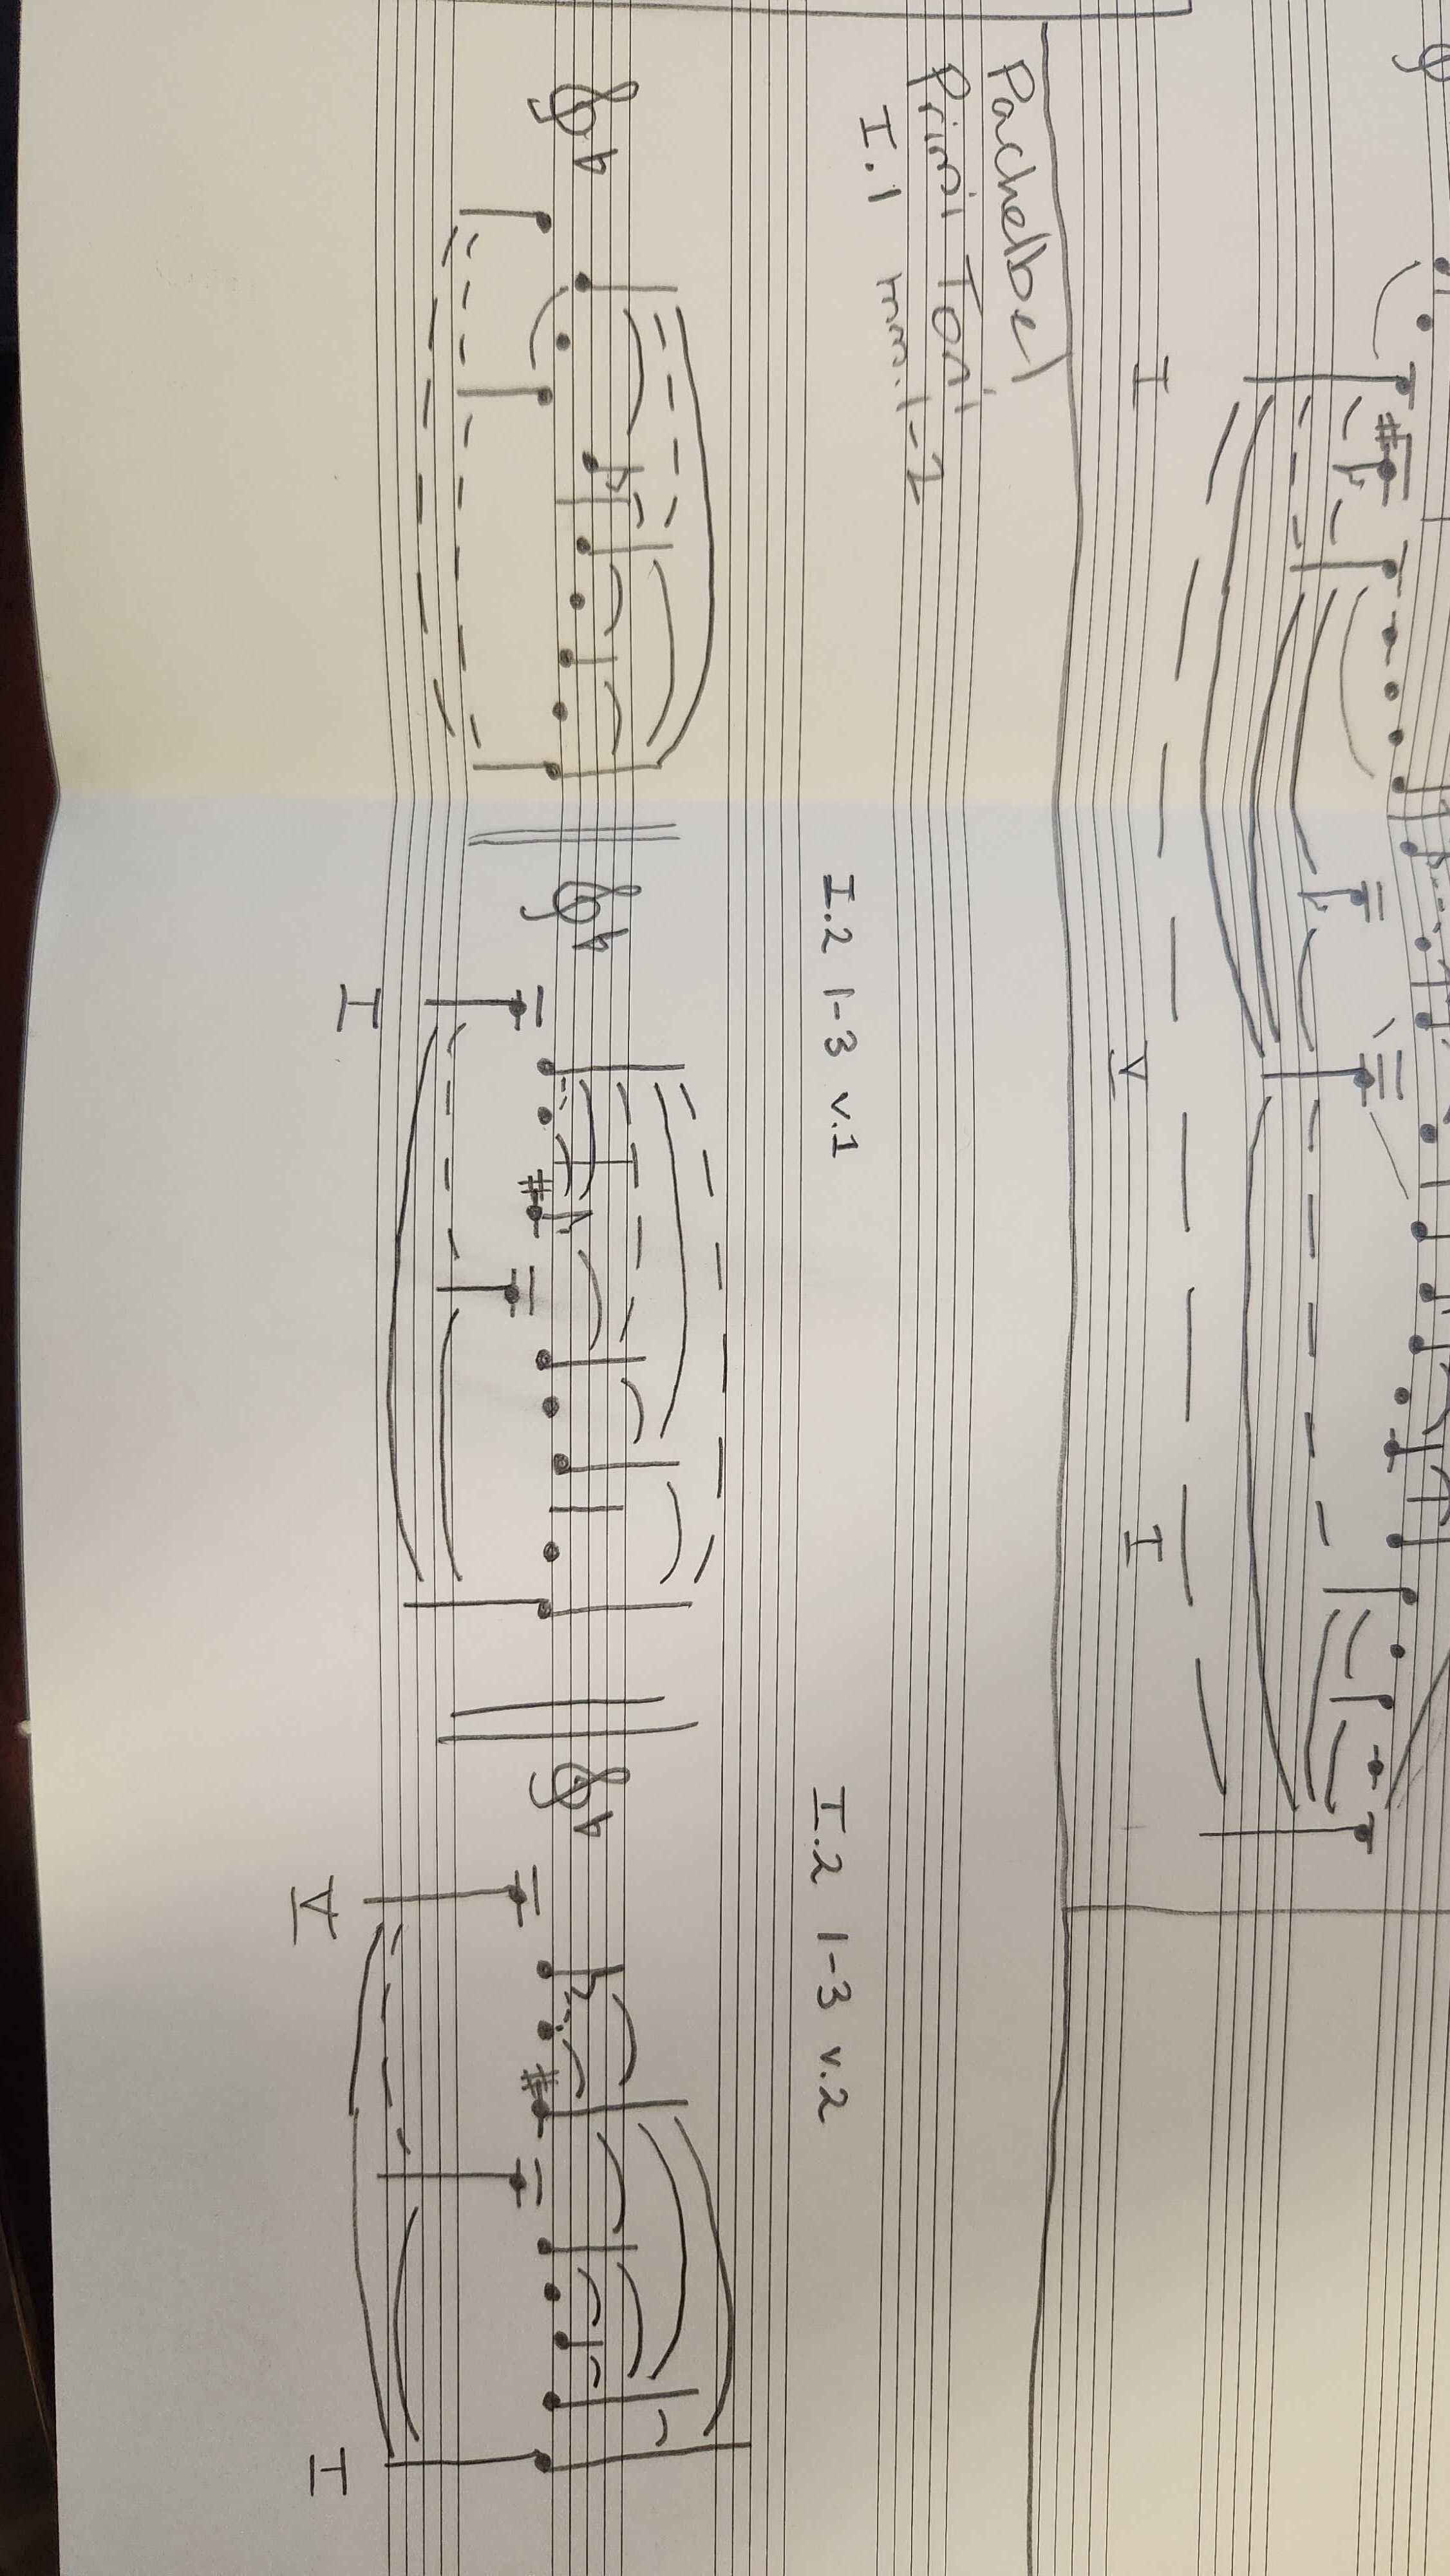 I V I
Pachelbel
Primi Toni
I.1 mm.1-2 I.2 1-3 v.1 I.2 1-3 v.2
I V I